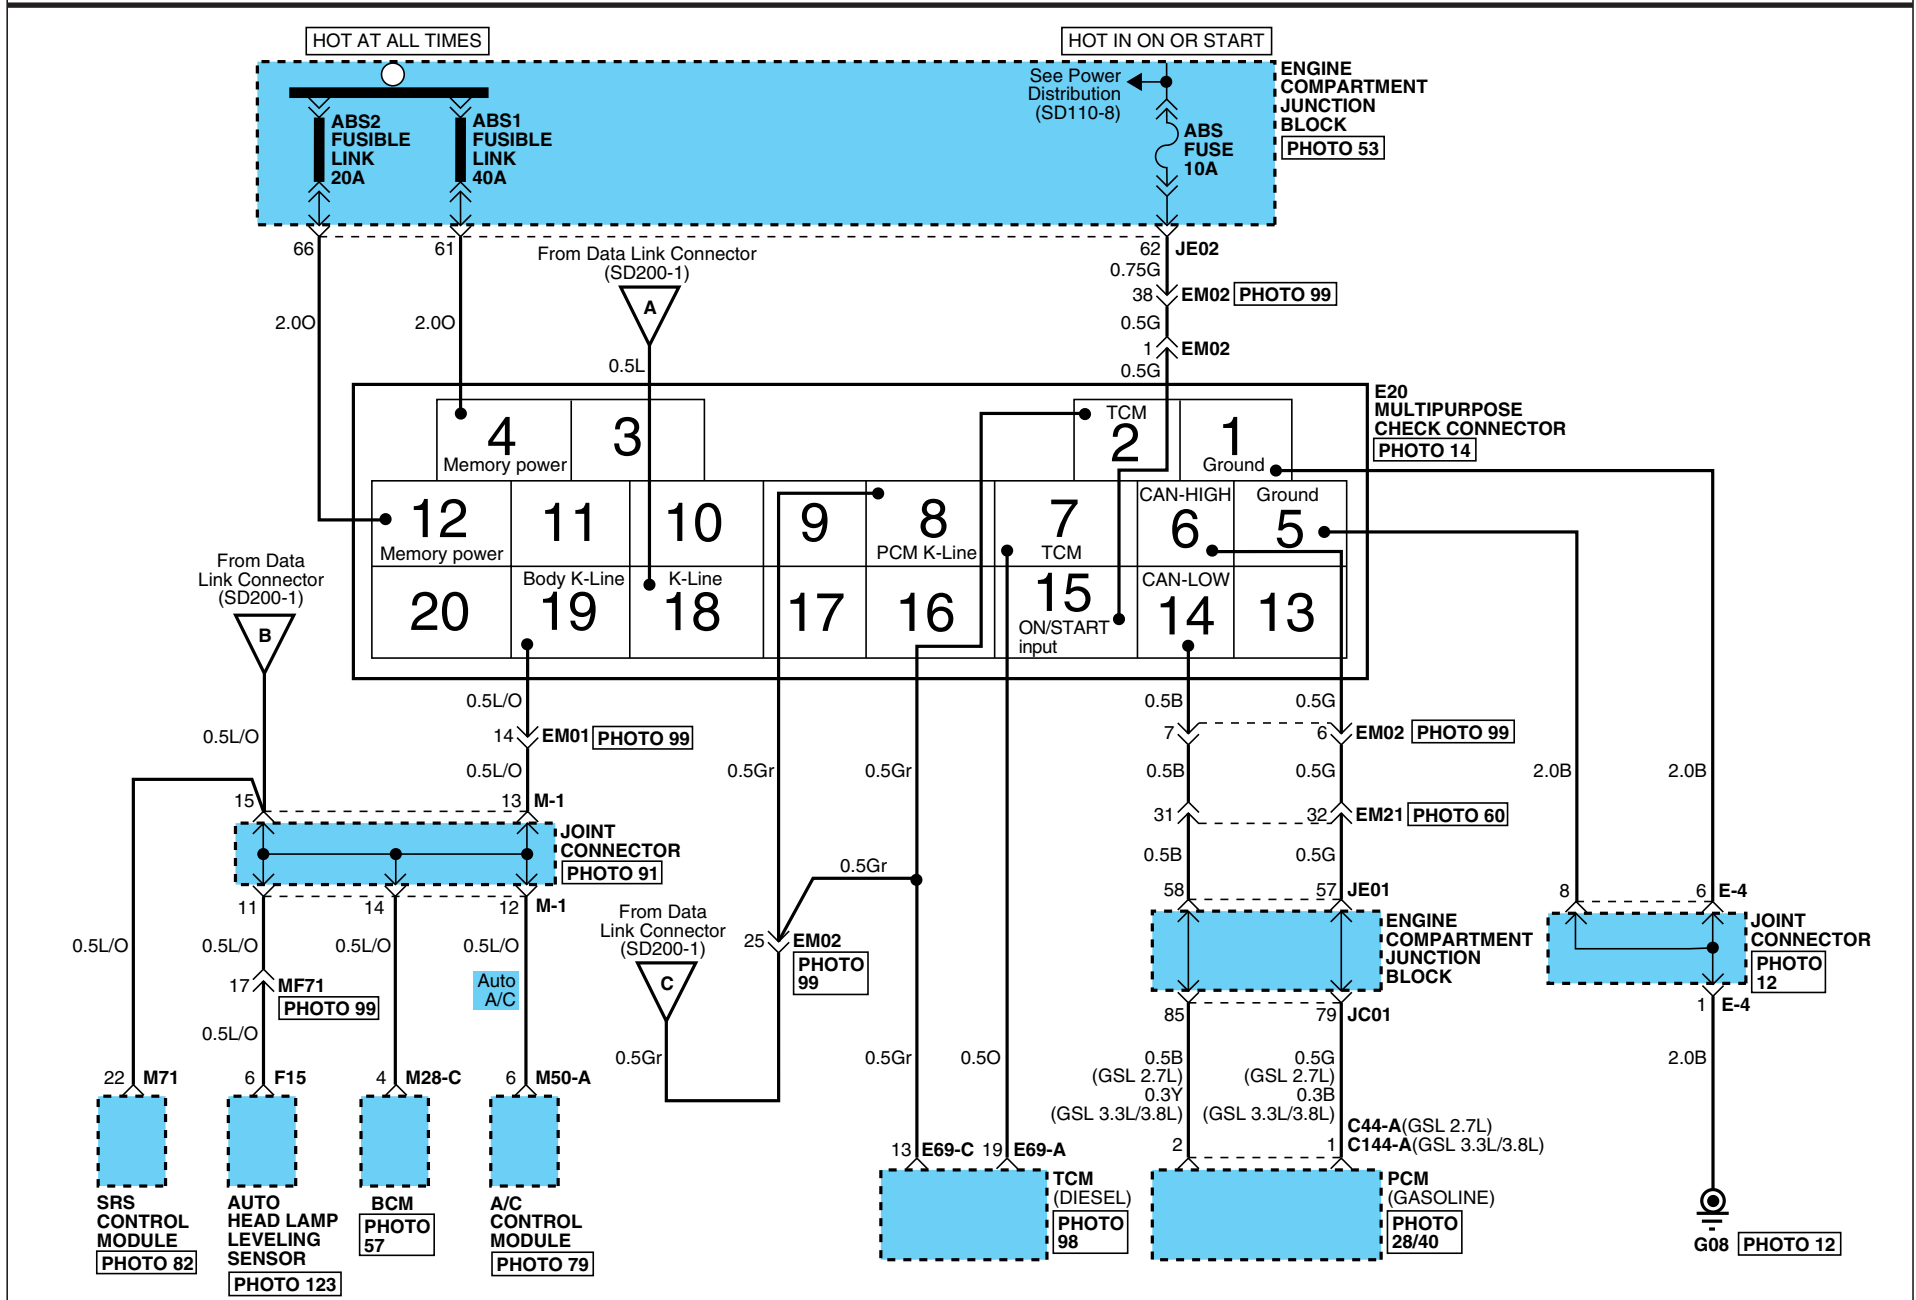 HOT AT ALL TIMES
HOT IN ON OR START
ABS2
FUSIBLE
LINK
20A
ABS1
FUSIBLE
LINK
40A
See Power
Distribution
(SD110-8)
ABS
FUSE
10A
ENGINE
COMPARTMENT
JUNCTION
BLOCK
PHOTO 53
66
61
From Data Link Connector
(SD200-1)
A
62 JE02
0.75G
38 EM02 PHOTO 99
0.5G
1 EM02
0.5G
2.0O
2.0O
0.5L
E20
MULTIPURPOSE
CHECK CONNECTOR
PHOTO 14
4
Memory power
3
TCM
2
1
Ground
12
Memory power
11
10
9
8
PCM K-Line
7
TCM
CAN-HIGH
6
Ground
5
20
Body K-Line
19
K-Line
18
17
16
15
ON/START
input
CAN-LOW
14
13
From Data
Link Connector
(SD200-1)
B
0.5L/O
0.5L/O
14 EM01 PHOTO 99
0.5L/O
15
13 M-1
JOINT
CONNECTOR
PHOTO 91
11
14
12 M-1
0.5L/O
0.5L/O
0.5L/O
0.5L/O
Auto
A/C
17 MF71
PHOTO 99
0.5L/O
22 M71
6 F15
4 M28-C
6 M50-A
SRS
CONTROL
MODULE
PHOTO 82
AUTO
HEAD LAMP
LEVELING
SENSOR
PHOTO 123
BCM
PHOTO
57
A/C
CONTROL
MODULE
PHOTO 79
0.5Gr
0.5Gr
0.5Gr
From Data
Link Connector
(SD200-1)
C
25 EM02
PHOTO
99
0.5Gr
0.5Gr
0.5O
13 E69-C
19 E69-A
TCM
(DIESEL)
PHOTO
98
0.5B
0.5G
7
6 EM02 PHOTO 99
0.5B
0.5G
31
32 EM21 PHOTO 60
0.5B
0.5G
58
57 JE01
ENGINE
COMPARTMENT
JUNCTION
BLOCK
85
79 JC01
0.5B
(GSL 2.7L)
0.3Y
(GSL 3.3L/3.8L)
0.5G
(GSL 2.7L)
0.3B
(GSL 3.3L/3.8L)
C44-A(GSL 2.7L)
2
1 C144-A(GSL 3.3L/3.8L)
PCM
(GASOLINE)
PHOTO
28/40
2.0B
2.0B
8
6 E-4
JOINT
CONNECTOR
PHOTO
12
1 E-4
2.0B
G08 PHOTO 12